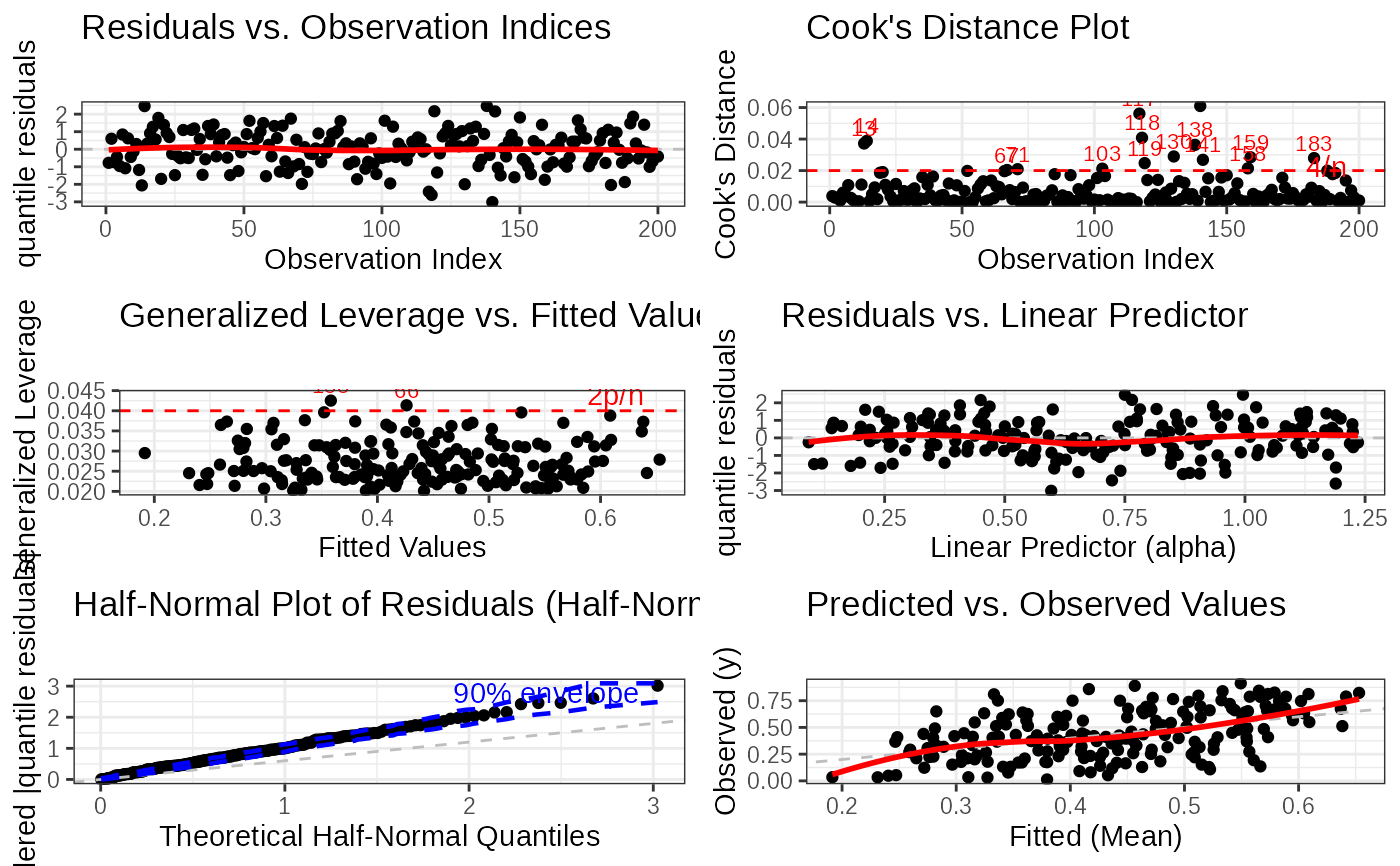 Residuals vs. Observation Indices
quantile residuals
2
1
0
-1
-2
-3
0 50 100 150 200
Observation Index
Cook's Distance Plot
Cook's Distance
0.06
0.04
0.02
0.00
117
118
138
13
14
130
141
159
183
119
67
71
103
158
4/n
0 50 100 150 200
Observation Index
Generalized Leverage vs. Fitted Value
Generalized Leverage
0.045
0.040
0.035
0.030
0.025
0.020
66
2p/n
0.2 0.3 0.4 0.5 0.6
Fitted Values
Residuals vs. Linear Predictor
quantile residuals
2
1
0
-1
-2
-3
0.25 0.50 0.75 1.00 1.25
Linear Predictor (alpha)
Half-Normal Plot of Residuals (Half-Norm
lered |quantile residuals|
3
2
1
0
90% envelope
0 1 2 3
Theoretical Half-Normal Quantiles
Predicted vs. Observed Values
Observed (y)
0.75
0.50
0.25
0.00
0.2 0.3 0.4 0.5 0.6
Fitted (Mean)